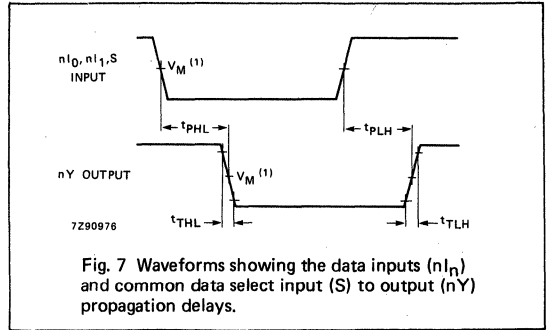 nI0, nI1,S
INPUT
VM (1)
tPHL
tPLH
nY OUTPUT
VM (1)
7Z90976
tTHL
tTLH
Fig. 7 Waveforms showing the data inputs (nIn)
and common data select input (S) to output (nY)
propagation delays.